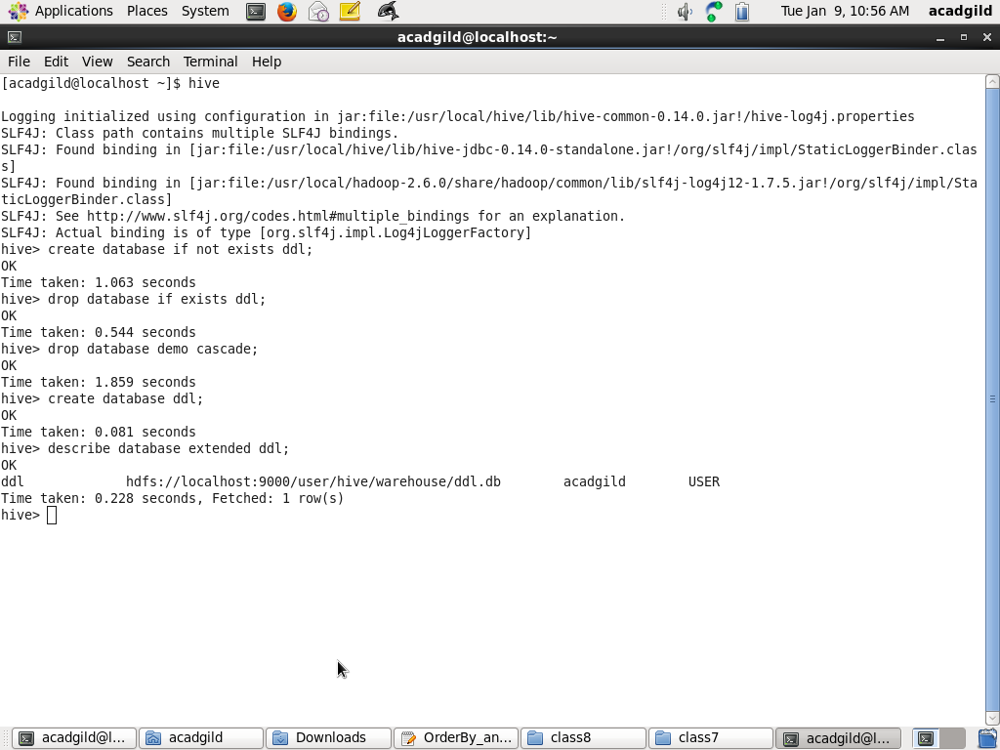 Applications Places System Tue Jan 9, 10:56 AM acadgild
acadgild@localhost:~
File Edit View Search Terminal Help
[acadgild@localhost ~]$ hive
Logging initialized using configuration in jar:file:/usr/local/hive/lib/hive-common-0.14.0.jar!/hive-log4j.properties
SLF4J: Class path contains multiple SLF4J bindings.
SLF4J: Found binding in [jar:file:/usr/local/hive/lib/hive-jdbc-0.14.0-standalone.jar!/org/slf4j/impl/StaticLoggerBinder.clas
s]
SLF4J: Found binding in [jar:file:/usr/local/hadoop-2.6.0/share/hadoop/common/lib/slf4j-log4j12-1.7.5.jar!/org/slf4j/impl/Sta
ticLoggerBinder.class]
SLF4J: See http://www.slf4j.org/codes.html#multiple_bindings for an explanation.
SLF4J: Actual binding is of type [org.slf4j.impl.Log4jLoggerFactory]
hive> create database if not exists ddl;
OK
Time taken: 1.063 seconds
hive> drop database if exists ddl;
OK
Time taken: 0.544 seconds
hive> drop database demo cascade;
OK
Time taken: 1.859 seconds
hive> create database ddl;
OK
Time taken: 0.081 seconds
hive> describe database extended ddl;
OK
ddl hdfs://localhost:9000/user/hive/warehouse/ddl.db acadgild USER
Time taken: 0.228 seconds, Fetched: 1 row(s)
hive>
acadgild@l... acadgild Downloads OrderBy_an... class8 class7 acadgild@l...